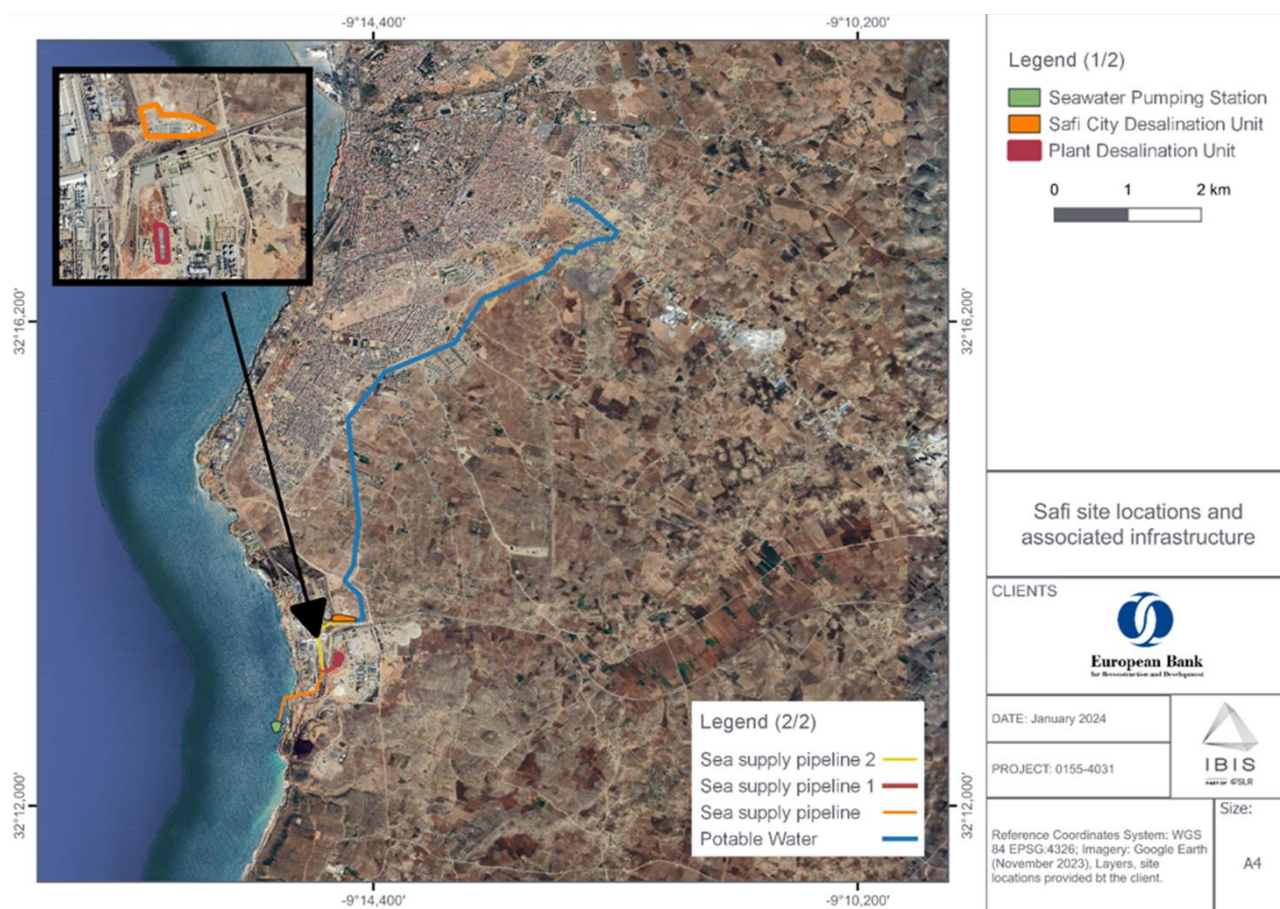 -9°14,400'
-9°10,200'
32°16,200'
32°16,200'
32°12,000'
32°12,000'
-9°14,400'
-9°10,200'
Legend (1/2)
Seawater Pumping Station
Safi City Desalination Unit
Plant Desalination Unit
0 1 2 km
Legend (2/2)
Sea supply pipeline 2
Sea supply pipeline 1
Sea supply pipeline
Potable Water
Safi site locations and
associated infrastructure
CLIENTS
European Bank
for Reconstruction and Development
DATE: January 2024
PROJECT: 0155-4031
IBIS
PART OF SLR
Reference Coordinates System: WGS
84 EPSG:4326; Imagery: Google Earth
(November 2023), Layers, site
locations provided bt the client.
Size:
A4